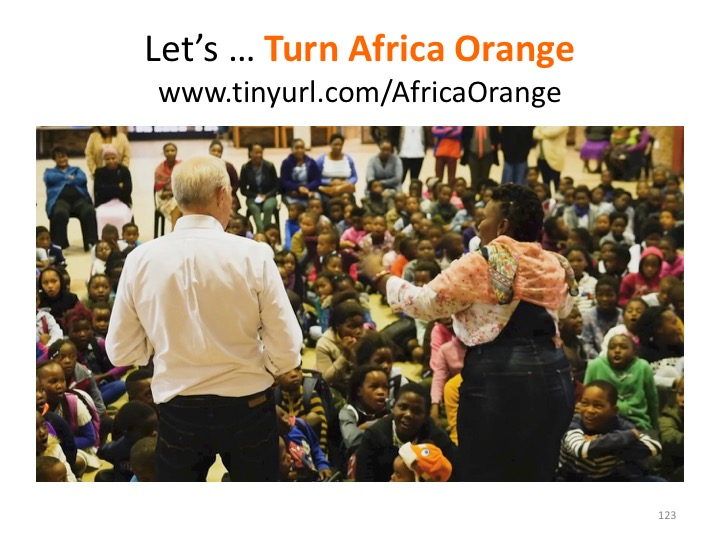 Let’s … Turn Africa Orange
www.tinyurl.com/AfricaOrange
123